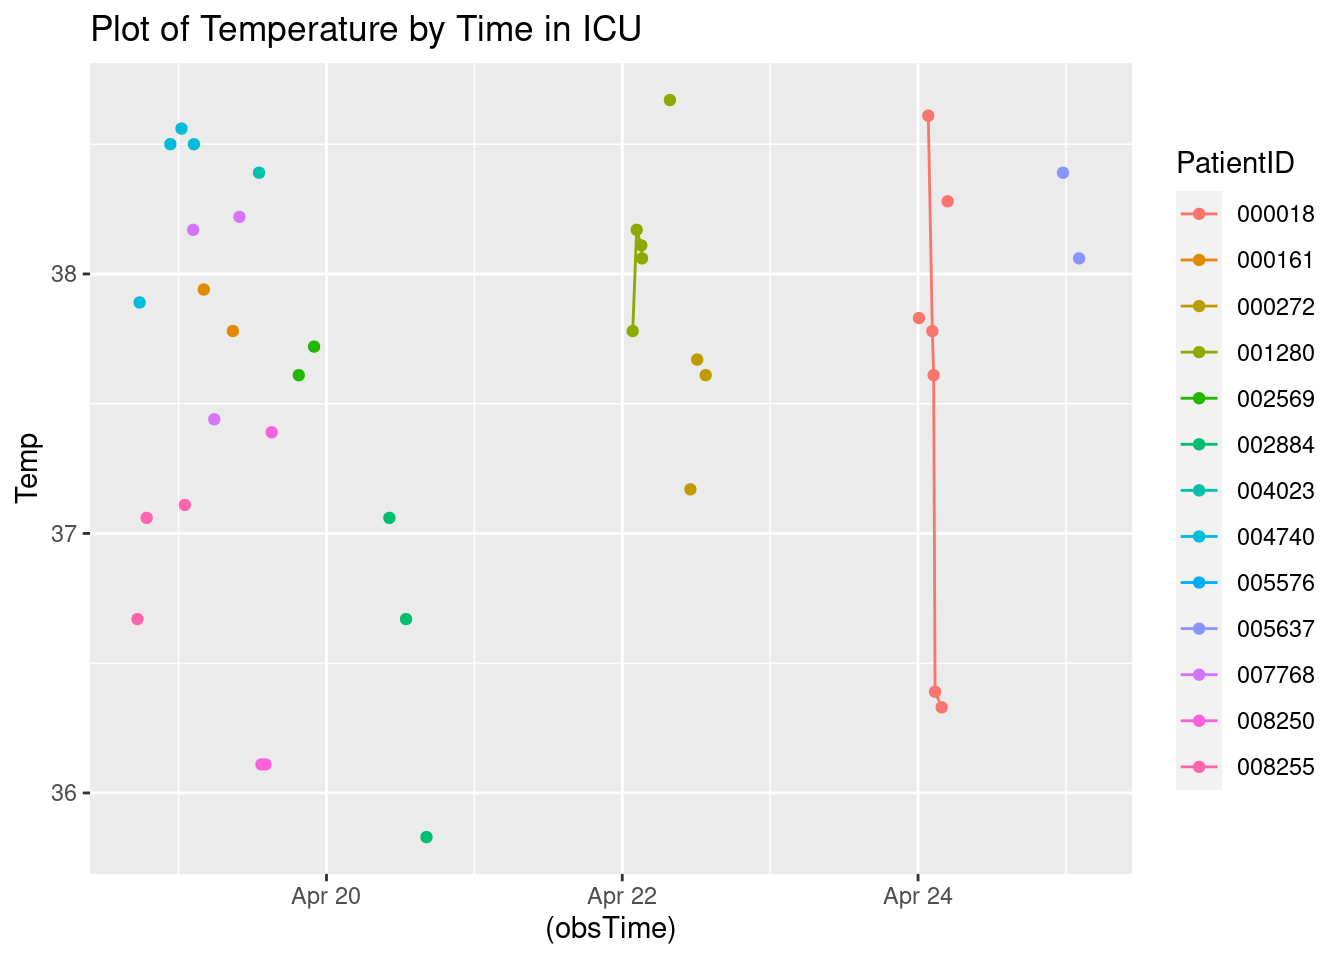 Plot of Temperature by Time in ICU
Temp
38
37
36
Apr 20
Apr 22
Apr 24
(obsTime)
PatientID
000018
000161
000272
001280
002569
002884
004023
004740
005576
005637
007768
008250
008255